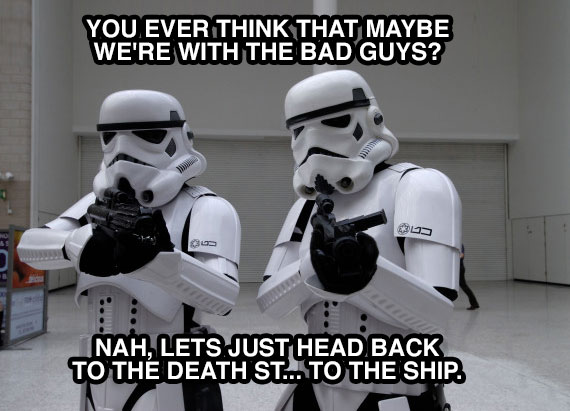 YOU EVER THINK THAT MAYBE
WE'RE WITH THE BAD GUYS?
NAH, LETS JUST HEAD BACK
TO THE DEATH ST... TO THE SHIP.